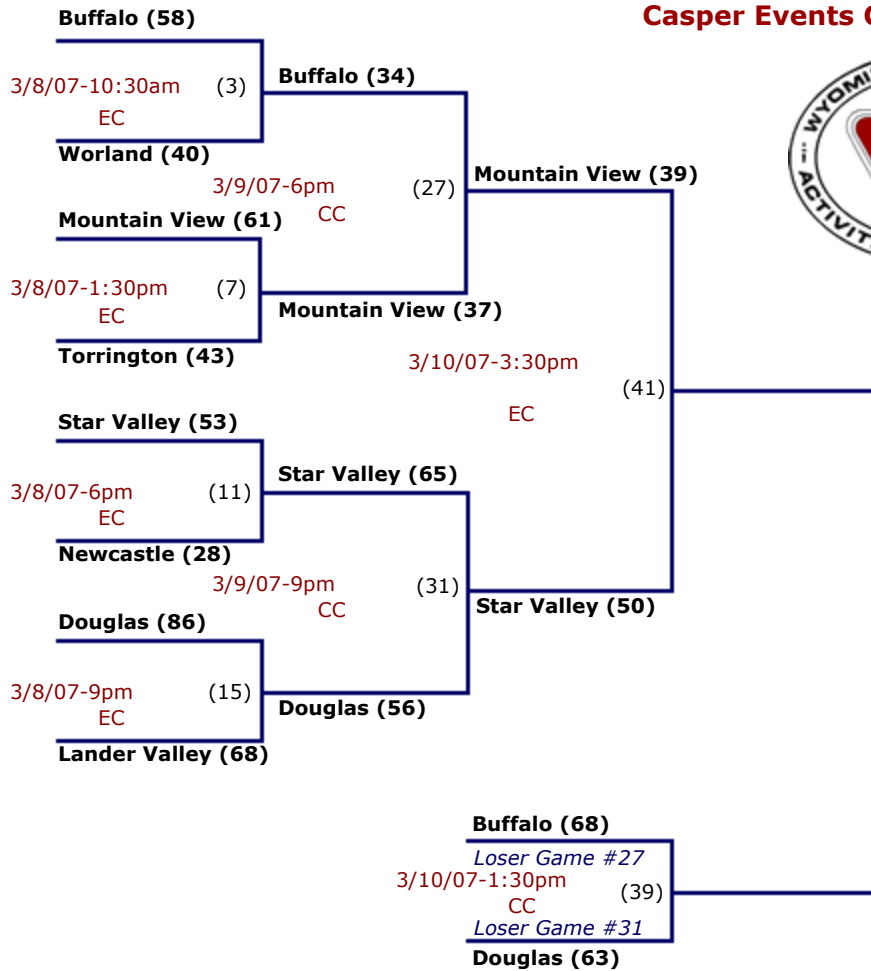 Casper Events
Buffalo (58)
3/8/07-10:30am
(3)
EC
Worland (40)
Buffalo (34)
3/9/07-6pm
(27)
CC
Mountain View (61)
3/8/07-1:30pm
(7)
EC
Torrington (43)
Mountain View (37)
Mountain View (39)
3/10/07-3:30pm
(41)
EC
Star Valley (53)
3/8/07-6pm
(11)
EC
Newcastle (28)
Star Valley (65)
3/9/07-9pm
(31)
CC
Star Valley (50)
Douglas (86)
3/8/07-9pm
(15)
EC
Lander Valley (68)
Douglas (56)
Buffalo (68)
Loser Game #27
3/10/07-1:30pm
(39)
CC
Loser Game #31
Douglas (63)